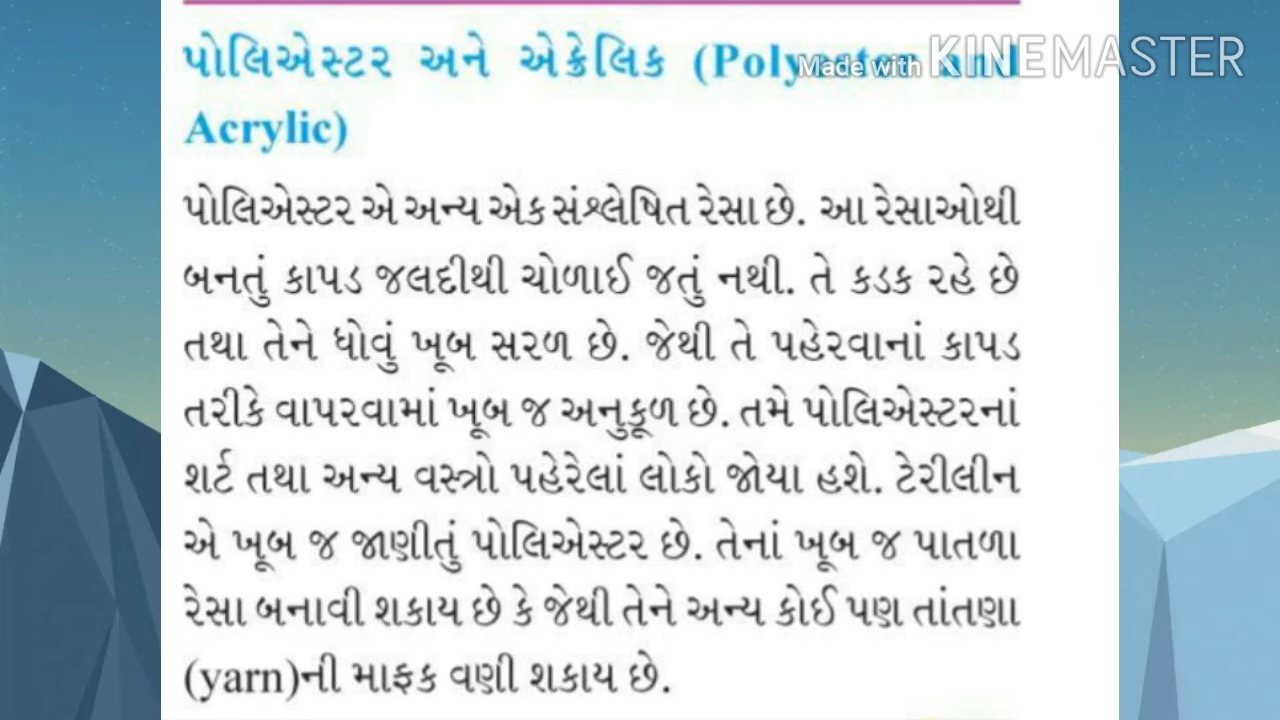 પોલિએસ્ટર અને એક્રેલિક (Polyester and
Made with KINEMASTER
Acrylic)
પોલિએસ્ટર એ અન્ય એક સંશ્લેષિત રેસા છે. આ રેસાઓથી
બનતું કાપડ જલદીથી ચોળાઈ જતું નથી. તે કડક રહે છે
તથા તેને ધોવું ખૂબ સરળ છે. જેથી તે પહેરવાનાં કાપડ
તરીકે વાપરવામાં ખૂબ જ અનુકૂળ છે. તમે પોલિએસ્ટરનાં
શર્ટ તથા અન્ય વસ્ત્રો પહેરેલાં લોકો જોયા હશે. ટેરીલીન
એ ખૂબ જ જાણીતું પોલિએસ્ટર છે. તેનાં ખૂબ જ પાતળા
રેસા બનાવી શકાય છે કે જેથી તેને અન્ય કોઈ પણ તાંતણા
(yarn)ની માફક વણી શકાય છે.